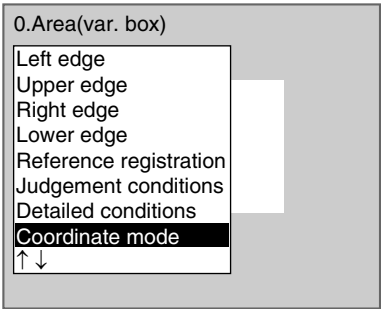 0.Area(var. box)
Left edge
Upper edge
Right edge
Lower edge
Reference registration
Judgement conditions
Detailed conditions
Coordinate mode
↑↓